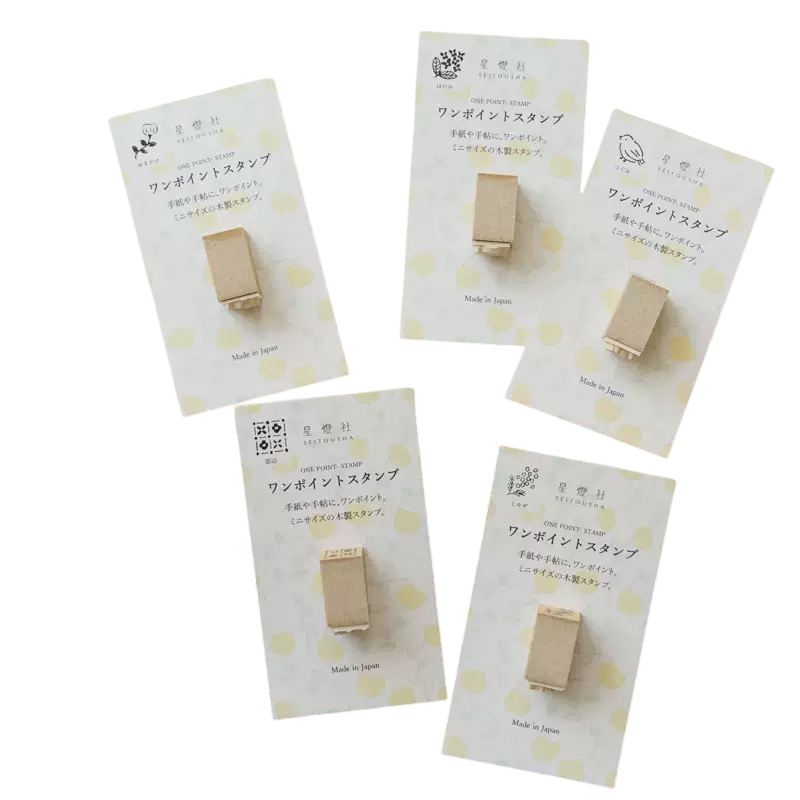 星燈社
SEITOUSHA
ONE POINT- STAMP
ワンポイントスタンプ
手紙や手帖に、ワンポイント。
ミニサイズの木製スタンプ。
Made in Japan
はのわ
星燈社
SEITOUSHA
ONE POINT- STAMP
ワンポイントスタンプ
手紙や手帖に、ワンポイント。
ミニサイズの木製スタンプ。
Made in Japan
つぐみ
星燈社
SEITOUSHA
ONE POINT- STAMP
ワンポイントスタンプ
手紙や手帖に、ワンポイント。
ミニサイズの木製スタンプ。
Made in Japan
星燈社
SEITOUSHA
ONE POINT- STAMP
ワンポイントスタンプ
手紙や手帖に、ワンポイント。
ミニサイズの木製スタンプ。
Made in Japan
ミモザ
星燈社
SEITOUSHA
ONE POINT- STAMP
ワンポイントスタンプ
手紙や手帖に、ワンポイント。
ミニサイズの木製スタンプ。
Made in Japan